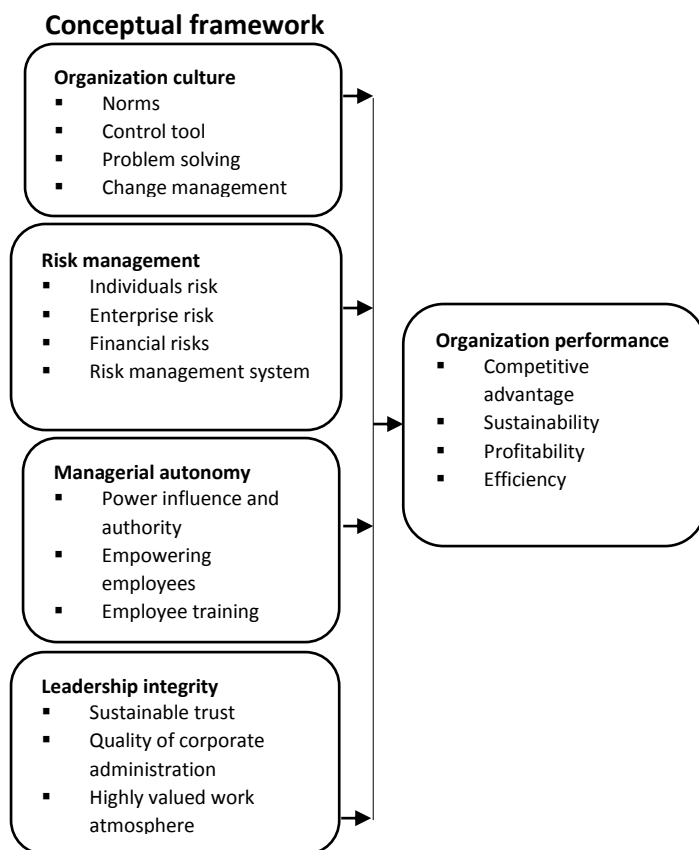 Conceptual framework
Organization culture
▪ Norms
▪ Control tool
▪ Problem solving
▪ Change management
Risk management
▪ Individuals risk
▪ Enterprise risk
▪ Financial risks
▪ Risk management system
Managerial autonomy
▪ Power influence and
authority
▪ Empowering
employees
▪ Employee training
Leadership integrity
▪ Sustainable trust
▪ Quality of corporate
administration
▪ Highly valued work
atmosphere
Organization performance
▪ Competitive
advantage
▪ Sustainability
▪ Profitability
▪ Efficiency